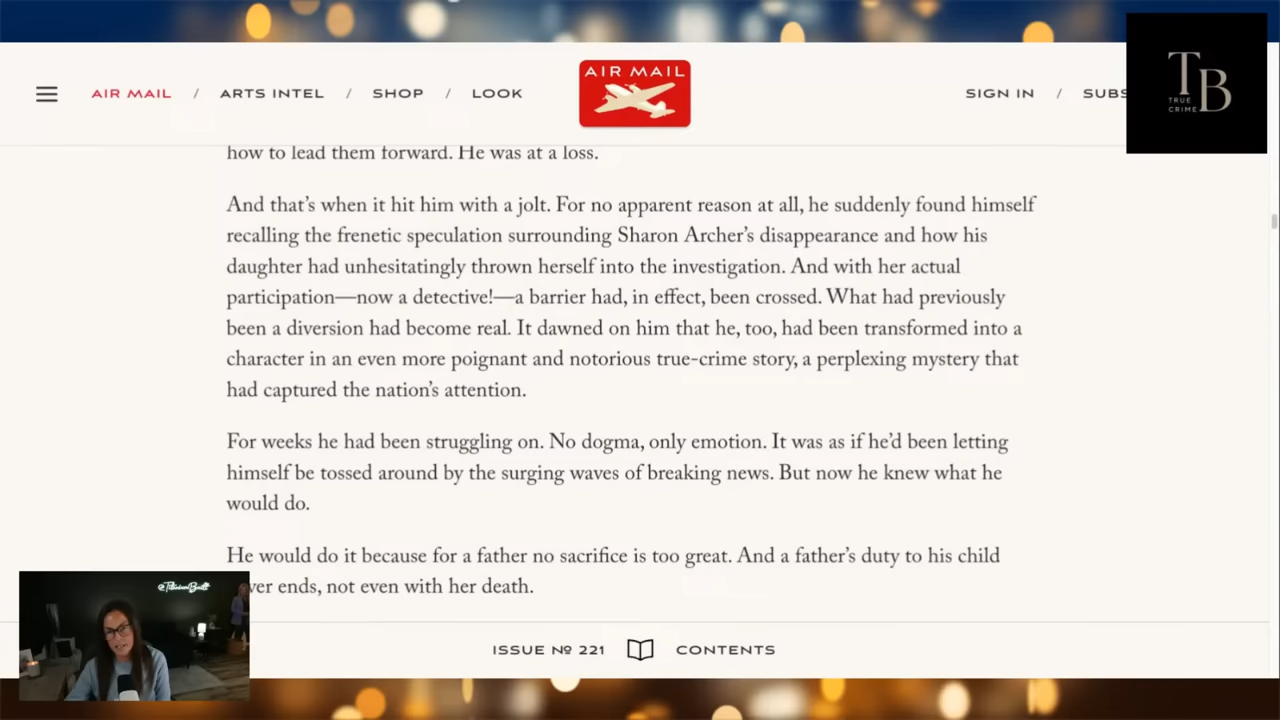 AIR MAIL / ARTS INTEL / SHOP / LOOK
AIR MAIL
SIGN IN / SUBS
TB
TRUE
CRIME
how to lead them forward. He was at a loss.
And that’s when it hit him with a jolt. For no apparent reason at all, he suddenly found himself
recalling the frenetic speculation surrounding Sharon Archer’s disappearance and how his
daughter had unhesitatingly thrown herself into the investigation. And with her actual
participation—now a detective!—a barrier had, in effect, been crossed. What had previously
been a diversion had become real. It dawned on him that he, too, had been transformed into a
character in an even more poignant and notorious true-crime story, a perplexing mystery that
had captured the nation’s attention.
For weeks he had been struggling on. No dogma, only emotion. It was as if he’d been letting
himself be tossed around by the surging waves of breaking news. But now he knew what he
would do.
He would do it because for a father no sacrifice is too great. And a father’s duty to his child
ver ends, not even with her death.
ISSUE Nº 221 CONTENTS